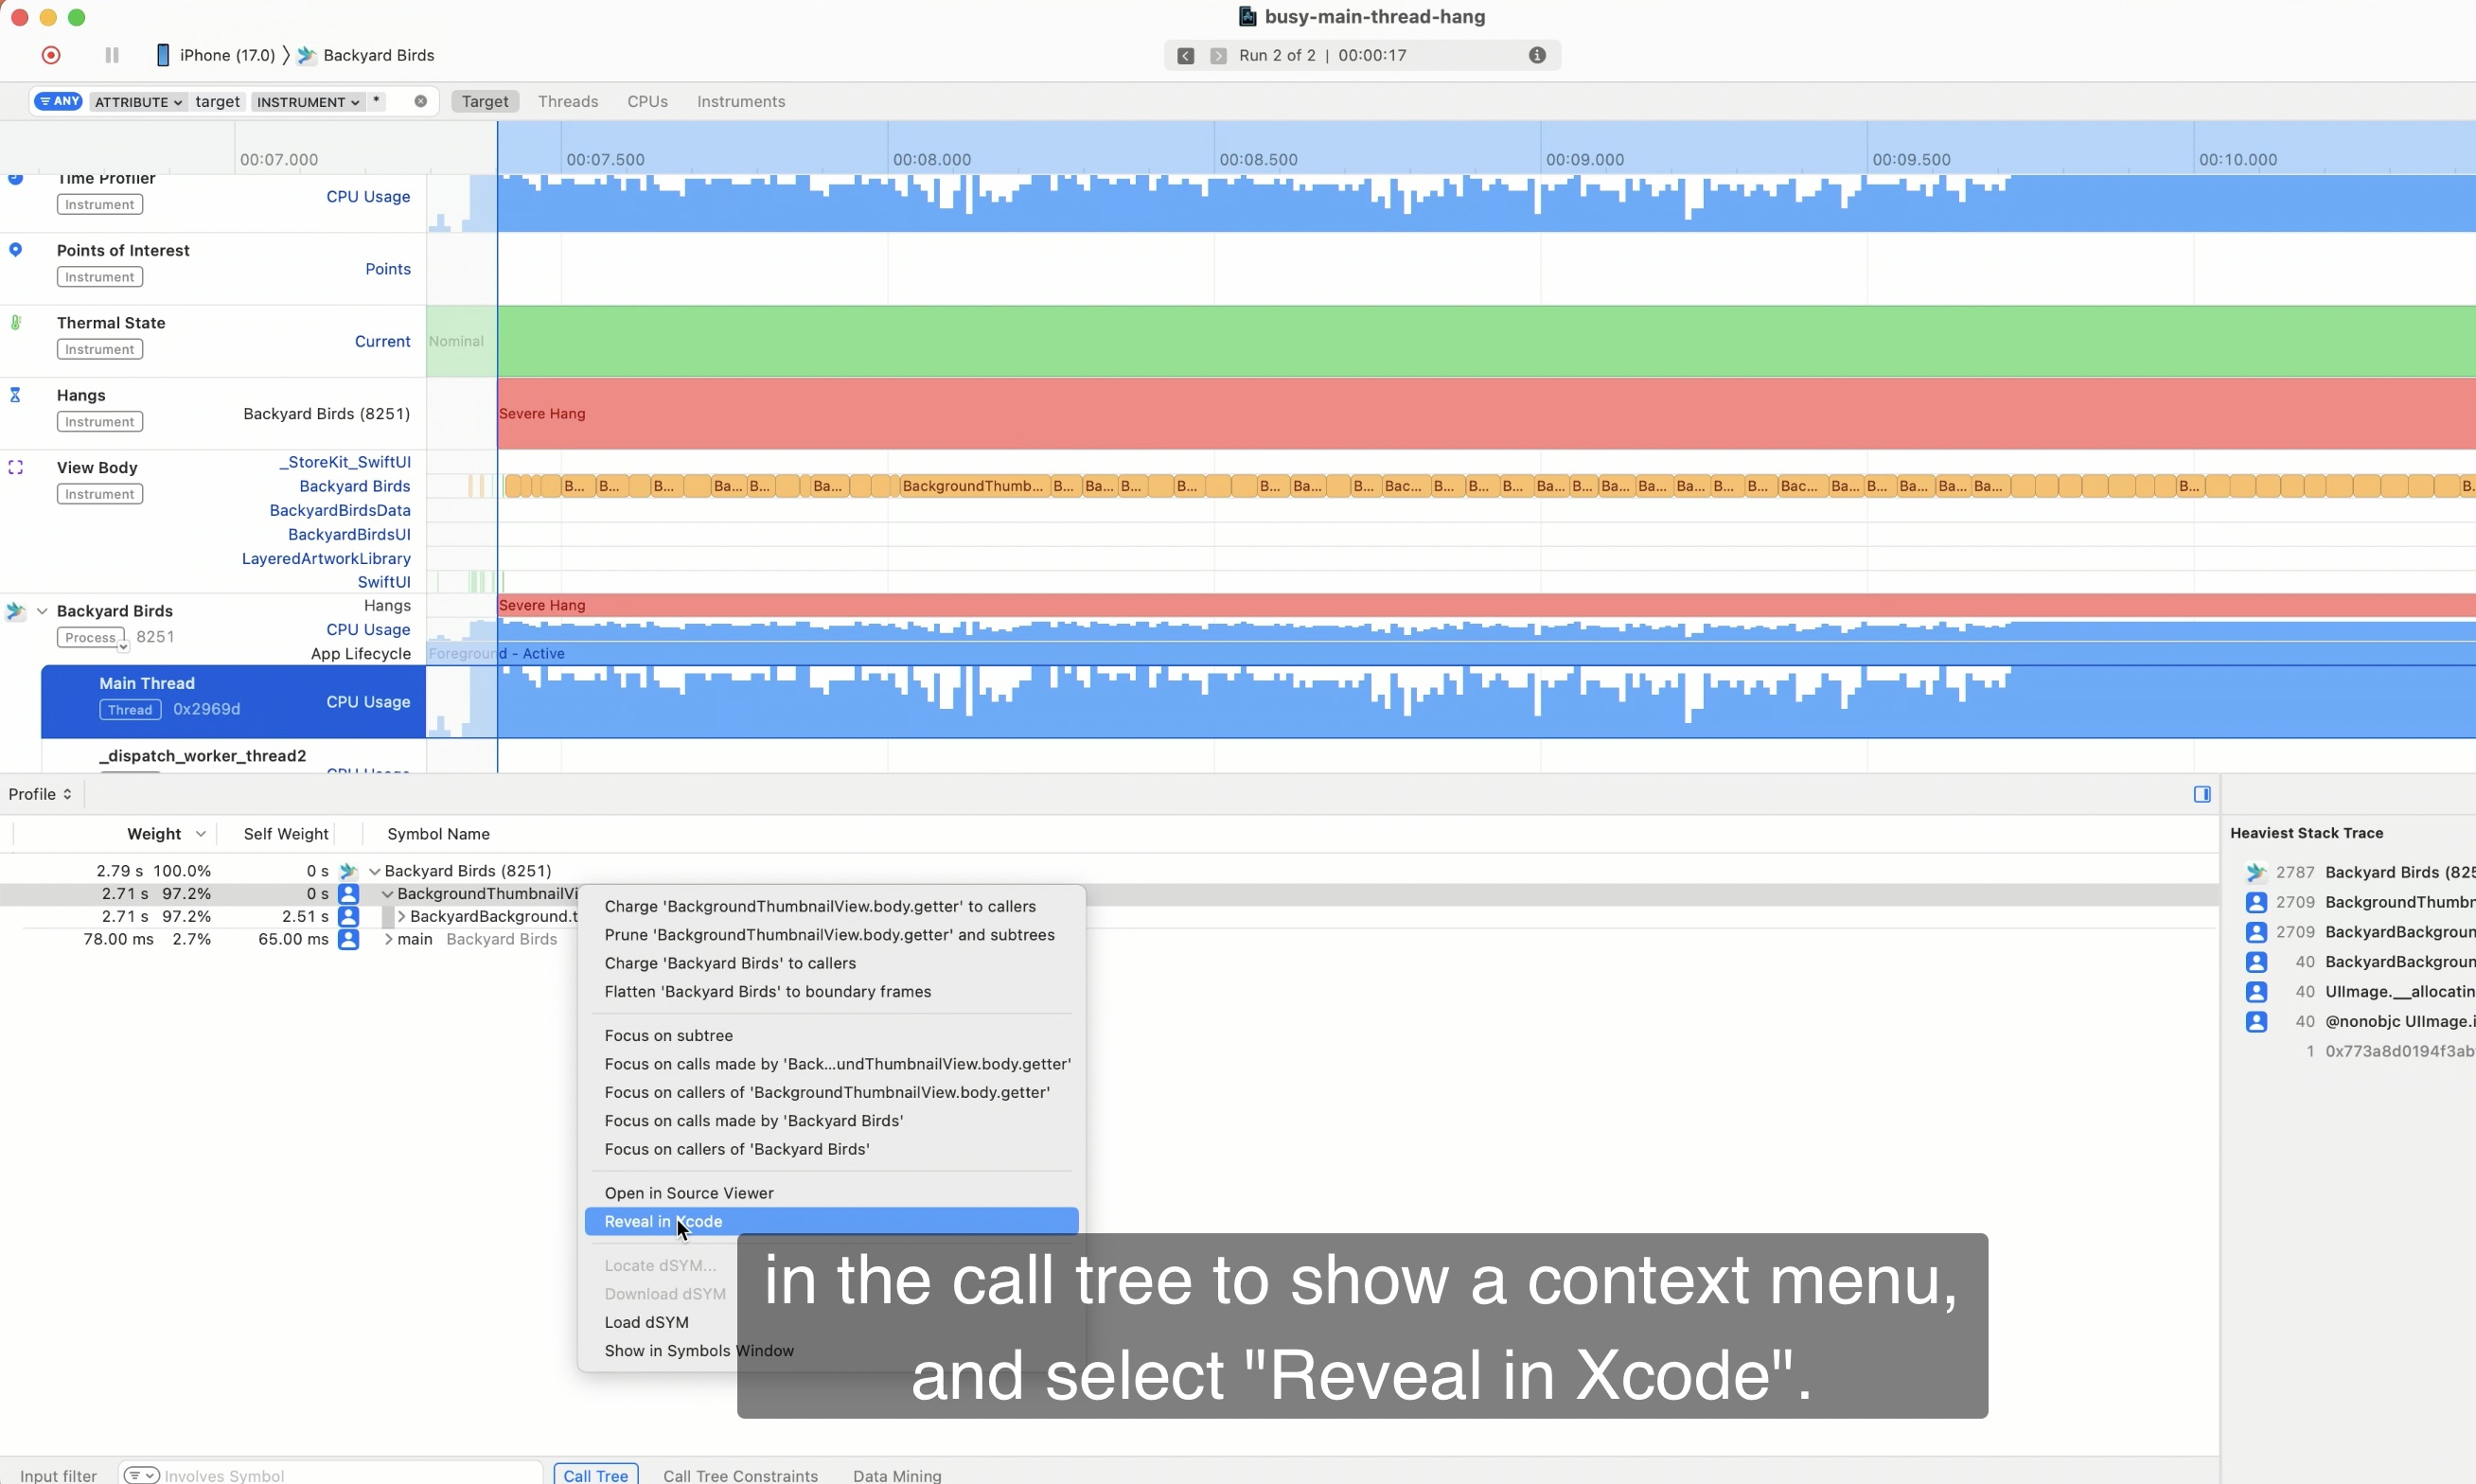 busy-main-thread-hang
iPhone (17.0) 〉 Backyard Birds
Run 2 of 2 | 00:00:17
ANY ATTRIBUTE target INSTRUMENT *
Target Threads CPUs Instruments
00:07.000 00:07.500 00:08.000 00:08.500 00:09.000 00:09.500 00:10.000
Time Profiler
Instrument
CPU Usage
Points of Interest
Instrument
Points
Thermal State
Instrument
Current
Nominal
Hangs
Instrument
Backyard Birds (8251)
Severe Hang
View Body
Instrument
_StoreKit_SwiftUI
Backyard Birds
B... B... B... Ba... B... Ba... BackgroundThumb... B... Ba... B... B... B... Ba... B... Bac... B... B... B... Ba... B... Ba... Ba... Ba... B... B... Bac... Ba... B... Ba... Ba... Ba... B... B.
BackyardBirdsData
BackyardBirdsUI
LayeredArtworkLibrary
SwiftUI
Backyard Birds
Process 8251
Hangs
Severe Hang
CPU Usage
App Lifecycle
Foreground - Active
Main Thread
Thread 0x2969d
CPU Usage
_dispatch_worker_thread2
CPU Usage
Profile
Weight Self Weight Symbol Name
2.79 s 100.0% 0 s Backyard Birds (8251)
2.71 s 97.2% 0 s BackgroundThumbnailVi
2.71 s 97.2% 2.51 s BackyardBackground.t
78.00 ms 2.7% 65.00 ms main Backyard Birds
Charge 'BackgroundThumbnailView.body.getter' to callers
Prune 'BackgroundThumbnailView.body.getter' and subtrees
Charge 'Backyard Birds' to callers
Flatten 'Backyard Birds' to boundary frames
Focus on subtree
Focus on calls made by 'Back...undThumbnailView.body.getter'
Focus on callers of 'BackgroundThumbnailView.body.getter'
Focus on calls made by 'Backyard Birds'
Focus on callers of 'Backyard Birds'
Open in Source Viewer
Reveal in Xcode
Locate dSYM...
Download dSYM
Load dSYM
Show in Symbols Window
Heaviest Stack Trace
2787 Backyard Birds (825
2709 BackgroundThumbn
2709 BackyardBackgroun
40 BackyardBackgroun
40 UIImage.__allocatin
40 @nonobjc UIImage.i
1 0x773a8d0194f3ab
in the call tree to show a context menu,
and select "Reveal in Xcode".
Input filter Involves Symbol Call Tree Call Tree Constraints Data Mining